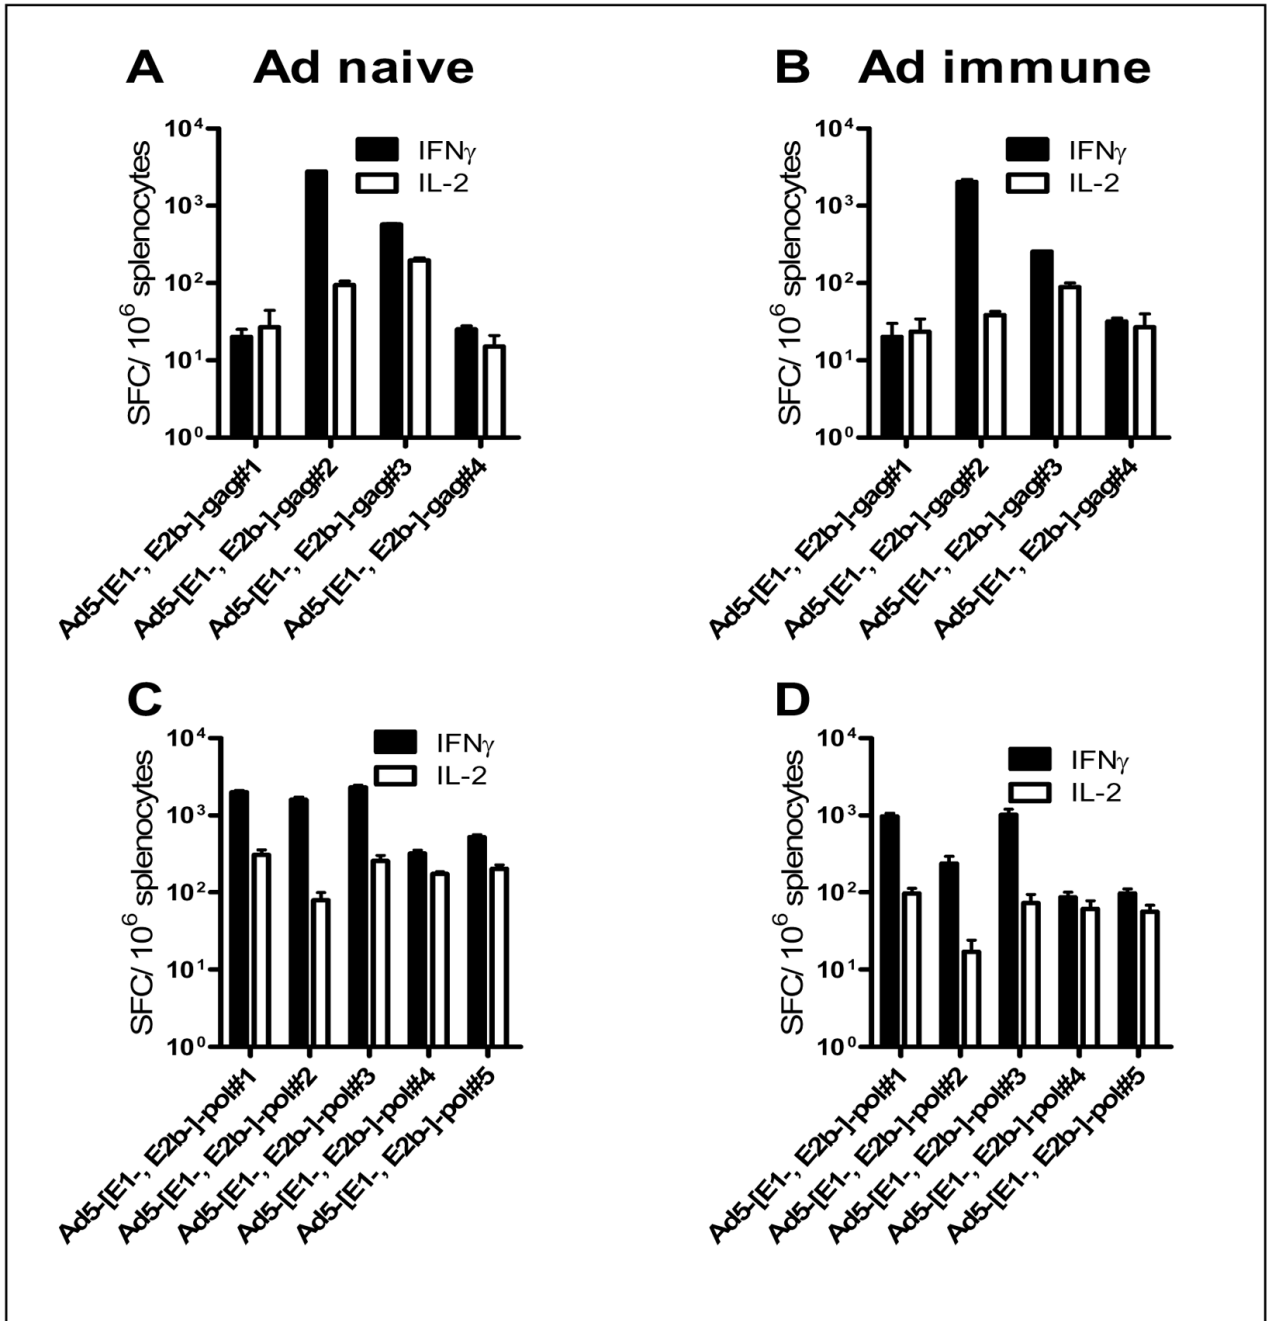 A Ad naive
SFC/ 10⁶ splenocytes
10⁴
10³
10²
10¹
10⁰
IFNγ
IL-2
Ad5-[E1-, E2b-]-gag#1
Ad5-[E1-, E2b-]-gag#2
Ad5-[E1-, E2b-]-gag#3
Ad5-[E1-, E2b-]-gag#4
B Ad immune
SFC/ 10⁶ splenocytes
10⁴
10³
10²
10¹
10⁰
IFNγ
IL-2
Ad5-[E1-, E2b-]-gag#1
Ad5-[E1-, E2b-]-gag#2
Ad5-[E1-, E2b-]-gag#3
Ad5-[E1-, E2b-]-gag#4
C
SFC/ 10⁶ splenocytes
10⁴
10³
10²
10¹
10⁰
IFNγ
IL-2
Ad5-[E1-, E2b-]-pol#1
Ad5-[E1-, E2b-]-pol#2
Ad5-[E1-, E2b-]-pol#3
Ad5-[E1-, E2b-]-pol#4
Ad5-[E1-, E2b-]-pol#5
D
SFC/ 10⁶ splenocytes
10⁴
10³
10²
10¹
10⁰
IFNγ
IL-2
Ad5-[E1-, E2b-]-pol#1
Ad5-[E1-, E2b-]-pol#2
Ad5-[E1-, E2b-]-pol#3
Ad5-[E1-, E2b-]-pol#4
Ad5-[E1-, E2b-]-pol#5